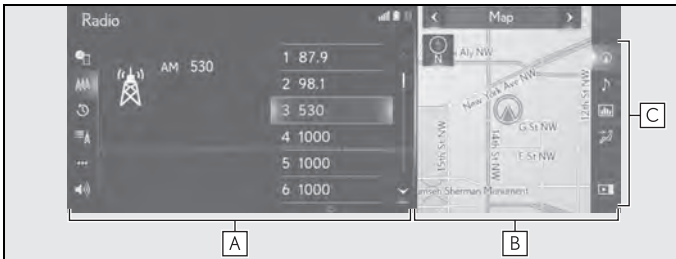 Radio
AM 530
1 87.9
2 98.1
3 530
4 1000
5 1000
6 1000
< Map >
N
Aly NW
New York Ave NW
12th St NW
G St NW
15th St NW
14th St NW
F St NW
Sherman Monument
A
B
C